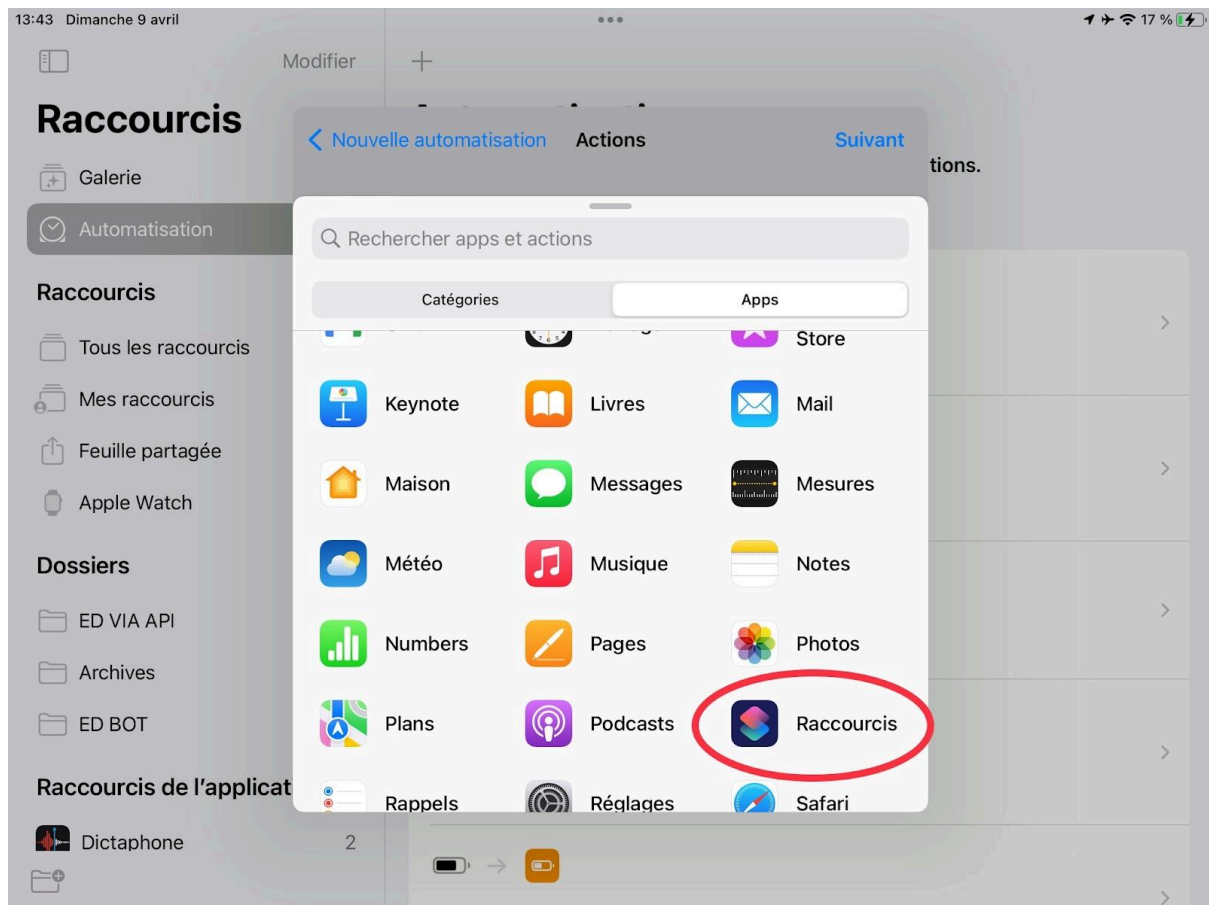 13:43 Dimanche 9 avril
17 %
Modifier
Raccourcis
Galerie
Automatisation
Raccourcis
Tous les raccourcis
Mes raccourcis
Feuille partagée
Apple Watch
Dossiers
ED VIA API
Archives
ED BOT
Raccourcis de l'applicat
Dictaphone 2
Nouvelle automatisation Actions Suivant
tions.
Rechercher apps et actions
Catégories Apps
Store
Keynote Livres Mail
Maison Messages Mesures
Météo Musique Notes
Numbers Pages Photos
Plans Podcasts Raccourcis
Rappels Réglages Safari